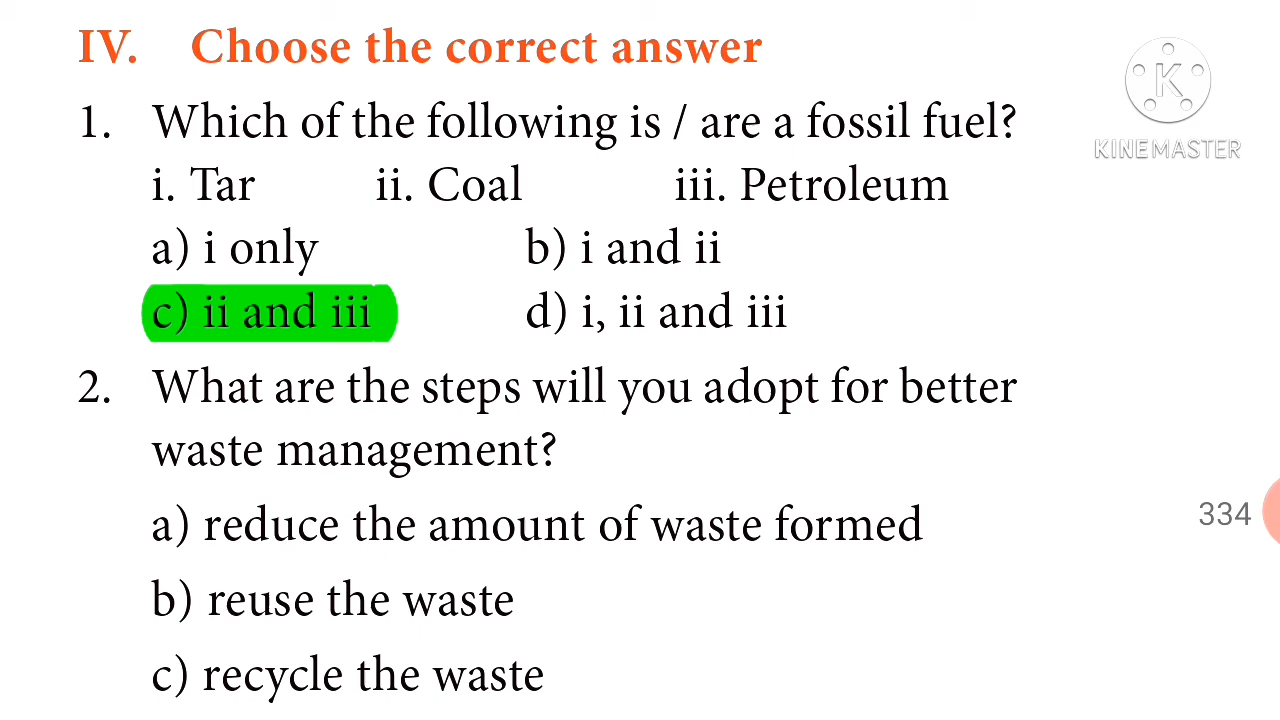 IV. Choose the correct answer
1. Which of the following is / are a fossil fuel?
i. Tar ii. Coal iii. Petroleum
a) i only b) i and ii
c) ii and iii d) i, ii and iii
2. What are the steps will you adopt for better
waste management?
a) reduce the amount of waste formed
b) reuse the waste
c) recycle the waste
K
KINEMASTER
334